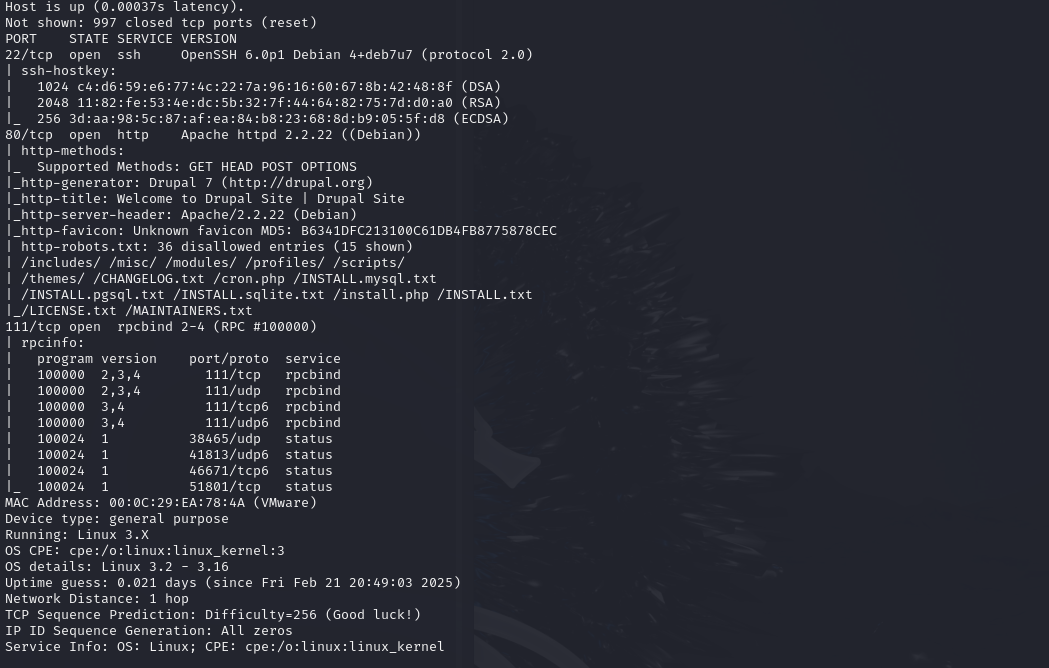 Host is up (0.00037s latency).
Not shown: 997 closed tcp ports (reset)
PORT    STATE SERVICE VERSION
22/tcp  open  ssh     OpenSSH 6.0p1 Debian 4+deb7u7 (protocol 2.0)
| ssh-hostkey:
|   1024 c4:d6:59:e6:77:4c:22:7a:96:16:60:67:8b:42:48:8f (DSA)
|   2048 11:82:fe:53:4e:dc:5b:32:7f:44:64:82:75:7d:d0:a0 (RSA)
|_  256 3d:aa:98:5c:87:af:ea:84:b8:23:68:8d:b9:05:5f:d8 (ECDSA)
80/tcp  open  http    Apache httpd 2.2.22 ((Debian))
| http-methods:
|_  Supported Methods: GET HEAD POST OPTIONS
|_http-generator: Drupal 7 (http://drupal.org)
|_http-title: Welcome to Drupal Site | Drupal Site
|_http-server-header: Apache/2.2.22 (Debian)
|_http-favicon: Unknown favicon MD5: B6341DFC213100C61DB4FB8775878CEC
| http-robots.txt: 36 disallowed entries (15 shown)
| /includes/ /misc/ /modules/ /profiles/ /scripts/
| /themes/ /CHANGELOG.txt /cron.php /INSTALL.mysql.txt
| /INSTALL.pgsql.txt /INSTALL.sqlite.txt /install.php /INSTALL.txt
|_/LICENSE.txt /MAINTAINERS.txt
111/tcp open  rpcbind 2-4 (RPC #100000)
| rpcinfo:
|   program version    port/proto  service
|   100000  2,3,4        111/tcp   rpcbind
|   100000  2,3,4        111/udp   rpcbind
|   100000  3,4          111/tcp6  rpcbind
|   100000  3,4          111/udp6  rpcbind
|   100024  1          38465/udp   status
|   100024  1          41813/udp6  status
|   100024  1          46671/tcp6  status
|_  100024  1          51801/tcp   status
MAC Address: 00:0C:29:EA:78:4A (VMware)
Device type: general purpose
Running: Linux 3.X
OS CPE: cpe:/o:linux:linux_kernel:3
OS details: Linux 3.2 - 3.16
Uptime guess: 0.021 days (since Fri Feb 21 20:49:03 2025)
Network Distance: 1 hop
TCP Sequence Prediction: Difficulty=256 (Good luck!)
IP ID Sequence Generation: All zeros
Service Info: OS: Linux; CPE: cpe:/o:linux:linux_kernel